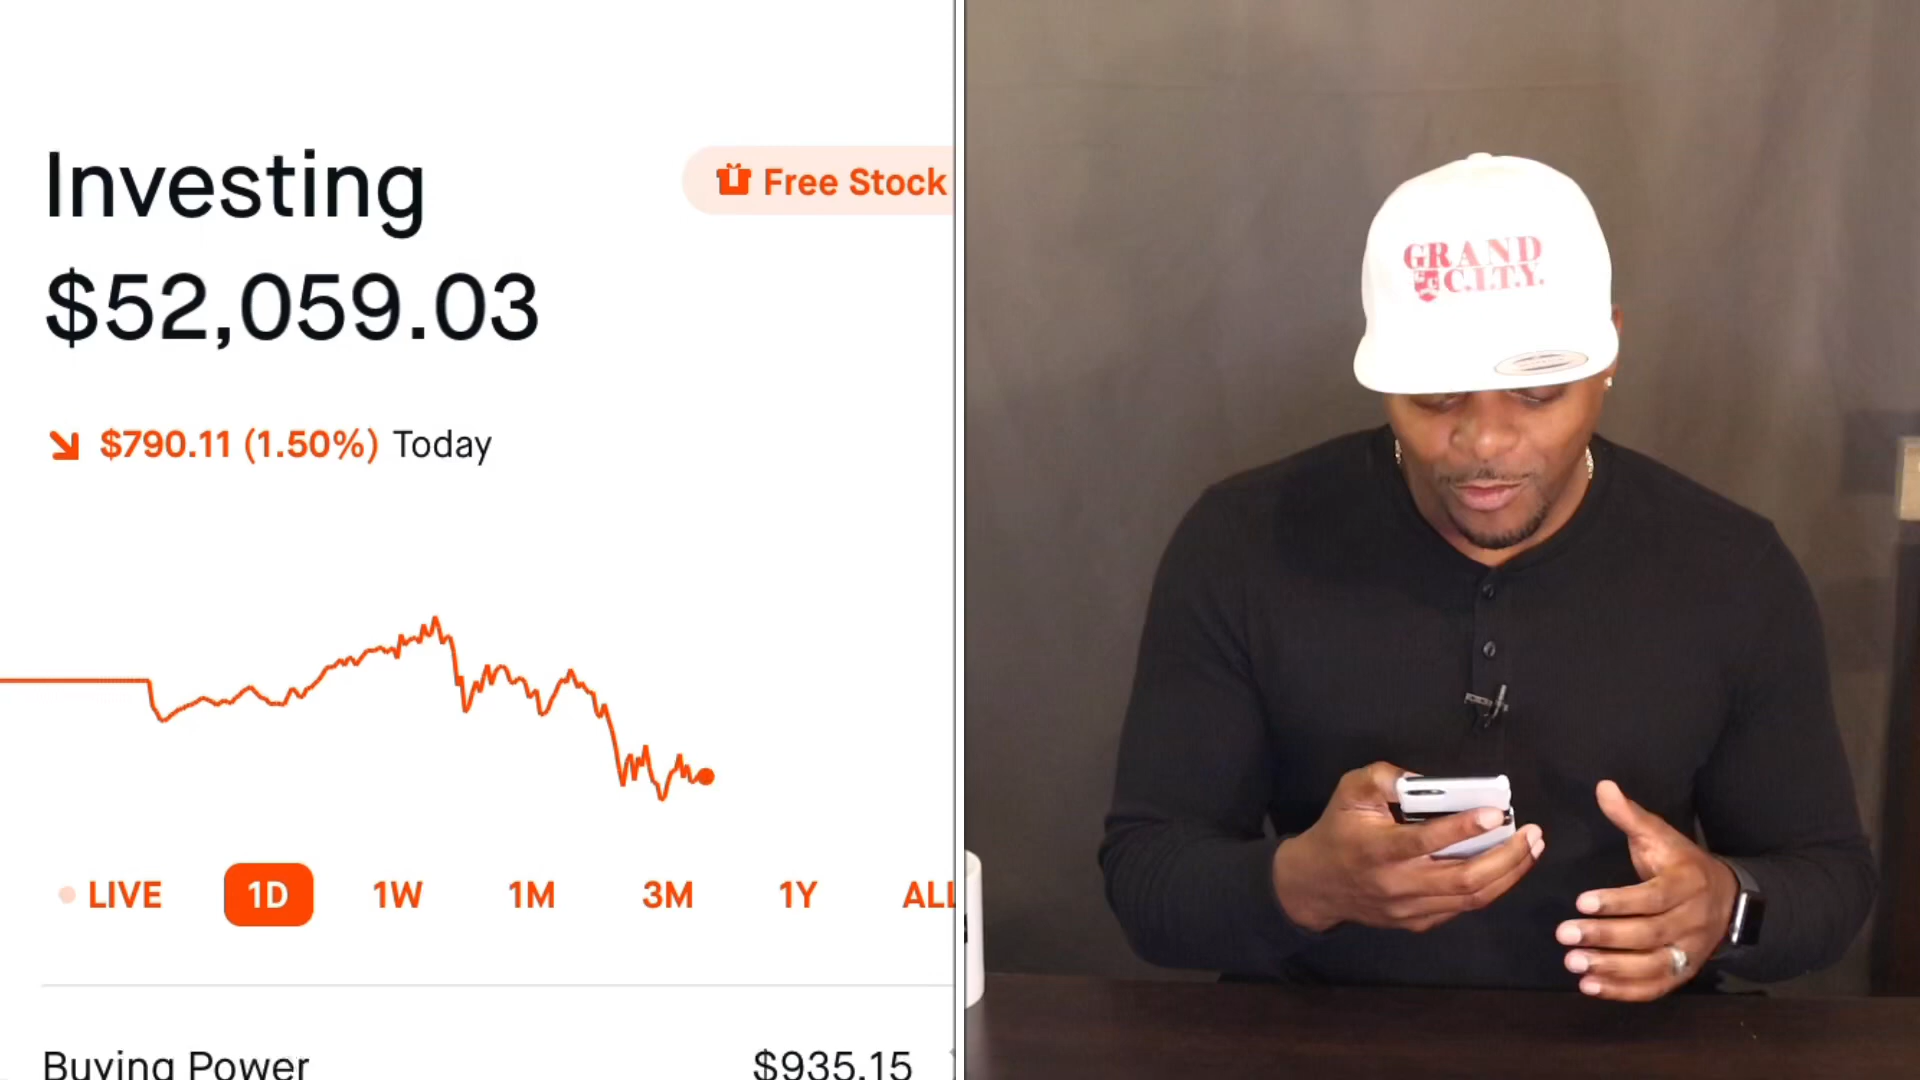 Investing
Free Stock
$52,059.03
$790.11 (1.50%) Today
LIVE 1D 1W 1M 3M 1Y ALL
Buying Power $935.15
GRAND
C.I.T.Y.